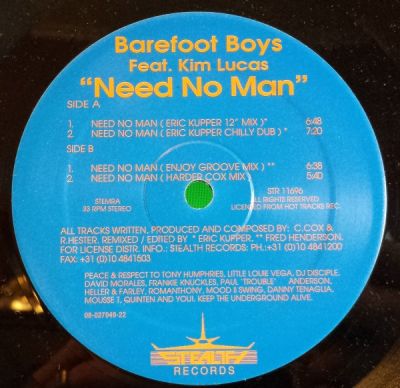 Barefoot Boys
Feat. Kim Lucas
"Need No Man"
SIDE A
1. NEED NO MAN ( ERIC KUPPER 12" MIX )* 6:48
2. NEED NO MAN ( ERIC KUPPER CHILLY DUB ) * 7:20
SIDE B
1. NEED NO MAN ( ENJOY GROOVE MIX ) ** 6:38
2. NEED NO MAN ( HARDER COX MIX ) 5:40
STEMRA
33 RPM STEREO
STR 11696
ALL RIGHTS RESERVED
LICENSED FROM HOT TRACKS REC.
ALL TRACKS WRITTEN, PRODUCED AND COMPOSED BY: C.COX &
R.HESTER. REMIXED / EDITED BY * ERIC KUPPER. ** FRED HENDERSON.
FOR LICENSE DISTR. INFO.: STEALTH RECORDS: PH.:+31 (0)10 4841200
FAX: +31 (0)10 4841503
PEACE & RESPECT TO TONY HUMPHRIES, LITTLE LOUIE VEGA, DJ DISCIPLE,
DAVID MORALES, FRANKIE KNUCKLES, PAUL "TROUBLE" ANDERSON,
HELLER & FARLEY, ROMANTHONY, MOOD II SWING, DANNY TENAGLIA,
MOUSSE T, QUINTEN AND YOU!. KEEP THE UNDERGROUND ALIVE.
08-027049-22
STEALTH
RECORDS